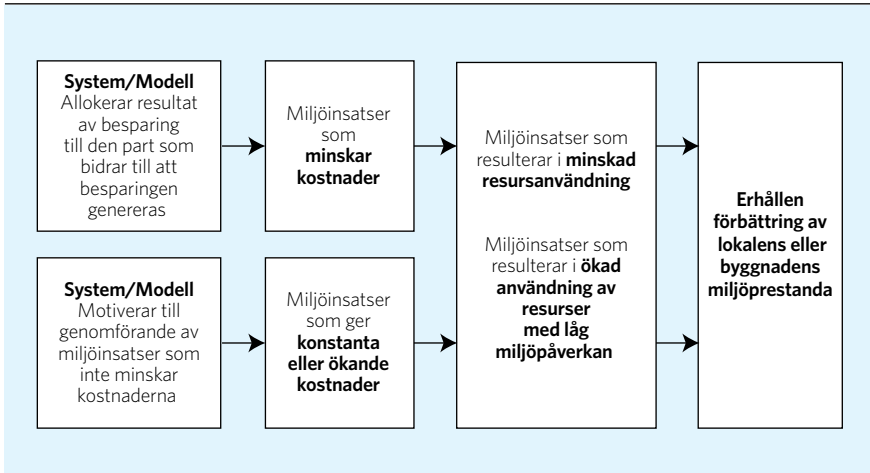 System/Modell
Allokerar resultat
av besparing
till den part som
bidrar till att
besparingen
genereras
Miljöinsatser
som
minskar
kostnader
Miljöinsatser som
resulterar i minskad
resursanvändning
Miljöinsatser som
resulterar i ökad
användning av
resurser
med låg
miljöpåverkan
Erhållen
förbättring av
lokalens eller
byggnadens
miljöprestanda
System/Modell
Motiverar till
genomförande av
miljöinsatser som
inte minskar
kostnaderna
Miljöinsatser
som ger
konstanta
eller ökande
kostnader